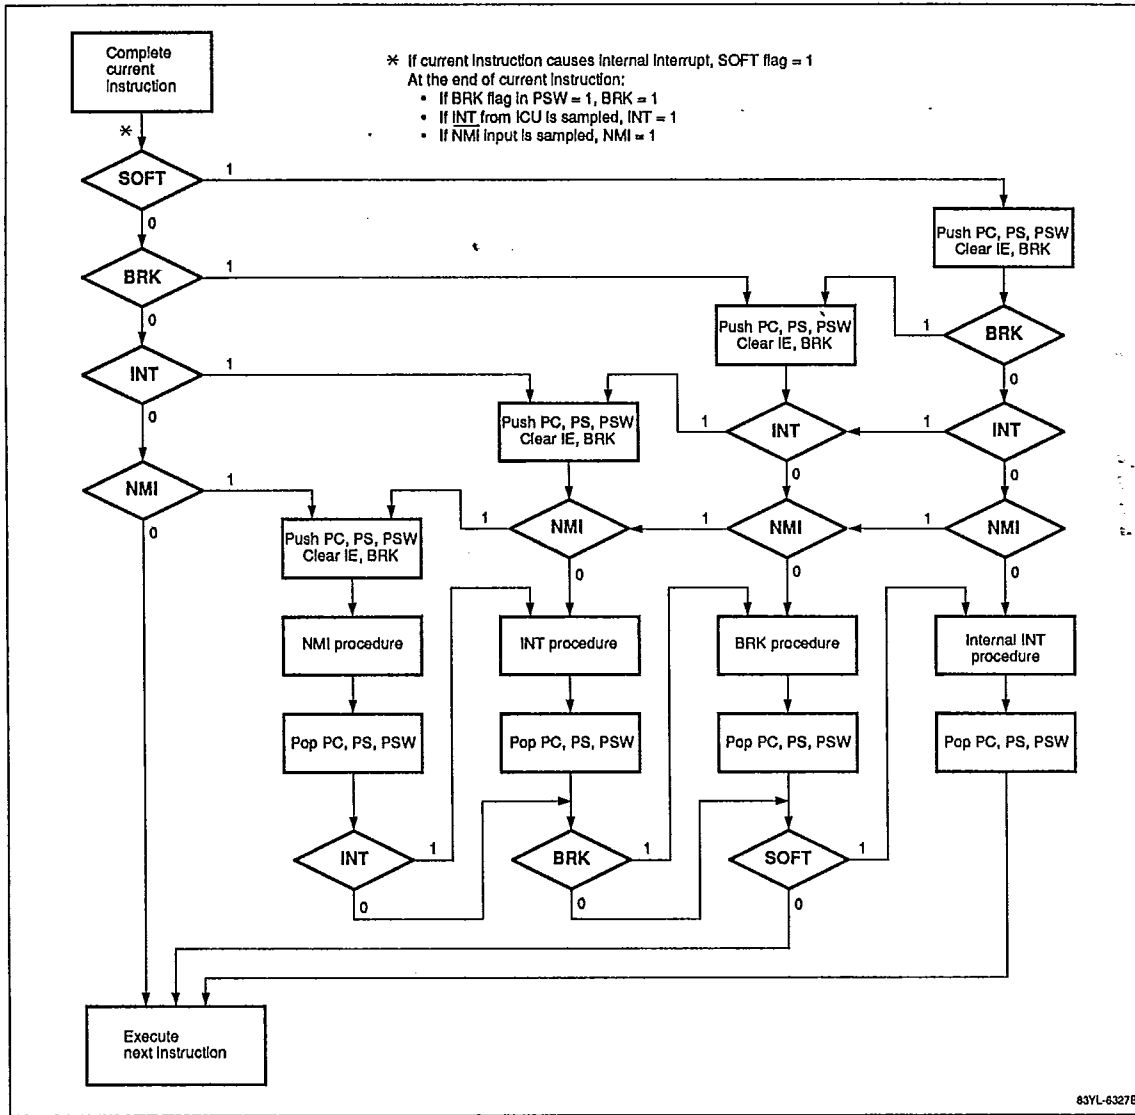 Complete
current
Instruction
* If current Instruction causes Internal Interrupt, SOFT flag = 1
At the end of current Instruction:
• If BRK flag in PSW = 1, BRK = 1
• If INT from ICU is sampled, INT = 1
• If NMI input is sampled, NMI = 1
*
SOFT
1
0
Push PC, PS, PSW
Clear IE, BRK
BRK
1
0
Push PC, PS, PSW
Clear IE, BRK
1
BRK
0
INT
1
0
Push PC, PS, PSW
Clear IE, BRK
1
INT
0
1
INT
0
NMI
1
0
Push PC, PS, PSW
Clear IE, BRK
1
NMI
0
1
NMI
0
1
NMI
0
NMI procedure
INT procedure
BRK procedure
Internal INT
procedure
Pop PC, PS, PSW
Pop PC, PS, PSW
Pop PC, PS, PSW
Pop PC, PS, PSW
INT
1
0
BRK
1
0
SOFT
1
0
Execute
next Instruction
83YL-6327B